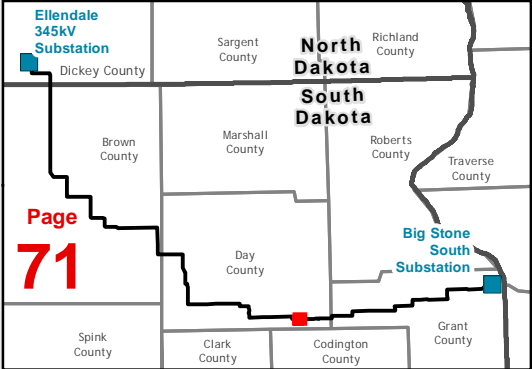 Ellendale
345kV
Substation
Dickey County
Sargent
County
North
Dakota
Richland
County
South
Dakota
Brown
County
Marshall
County
Roberts
County
Traverse
County
Page
71
Day
County
Big Stone
South
Substation
Spink
County
Clark
County
Codington
County
Grant
County